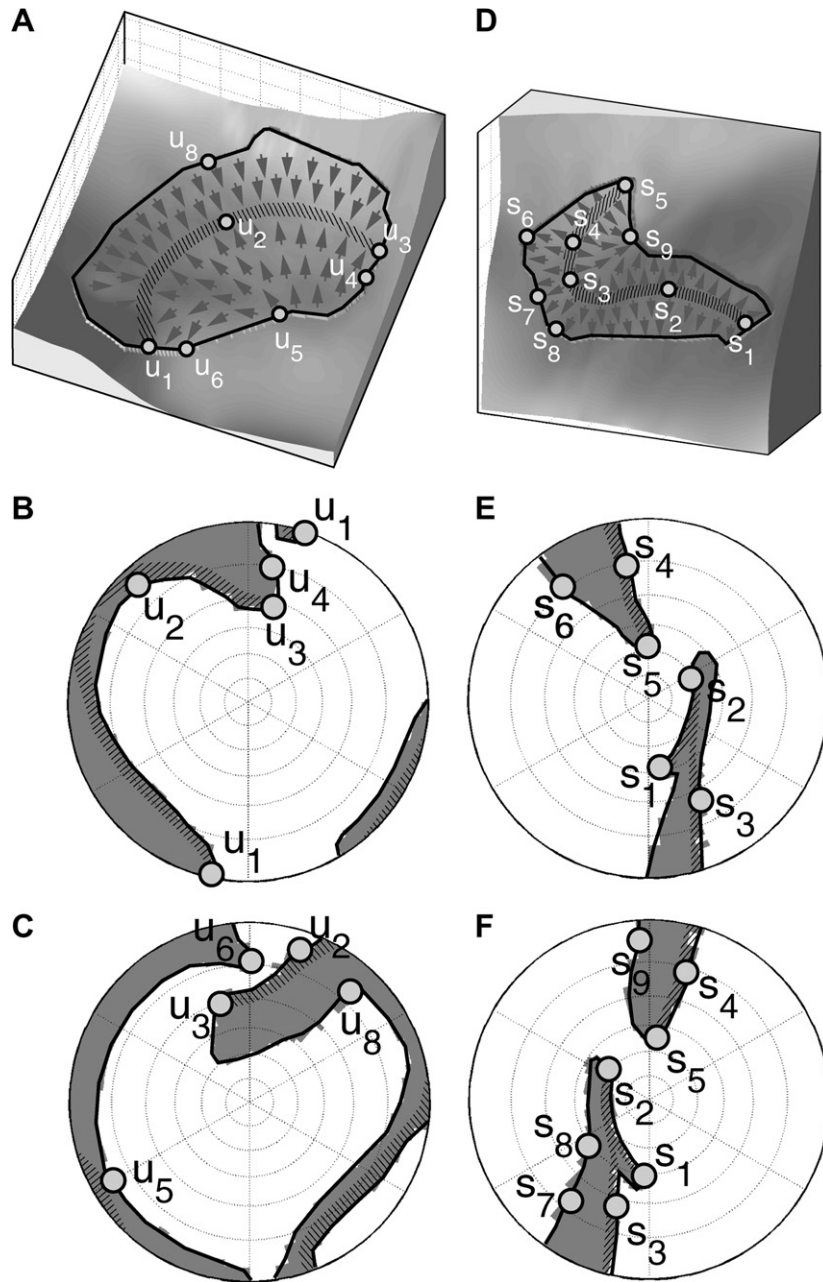 A
u₈
u₂
u₃
u₄
u₅
u₁
u₆
D
s₅
s₆
s₄
s₉
s₃
s₂
s₇
s₈
s₁
B
u₁
u₄
u₂
u₃
u₁
E
s₄
s₆
s₅
s₂
s₁
s₃
C
u₆
u₂
u₃
u₈
u₅
F
s₉
s₄
s₅
s₂
s₈
s₁
s₇
s₃